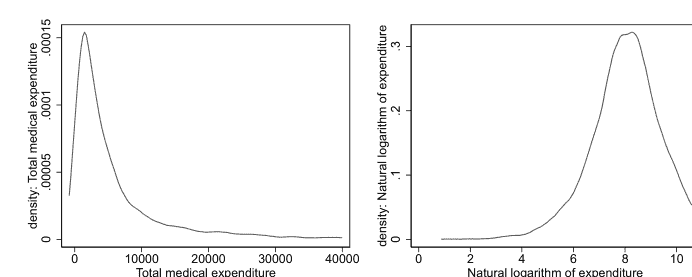 density: Total medical expenditure
.00015
.0001
.00005
0
0 10000 20000 30000 40000
Total medical expenditure
density: Natural logarithm of expenditure
.3
.2
.1
0
0 2 4 6 8 10
Natural logarithm of expenditure